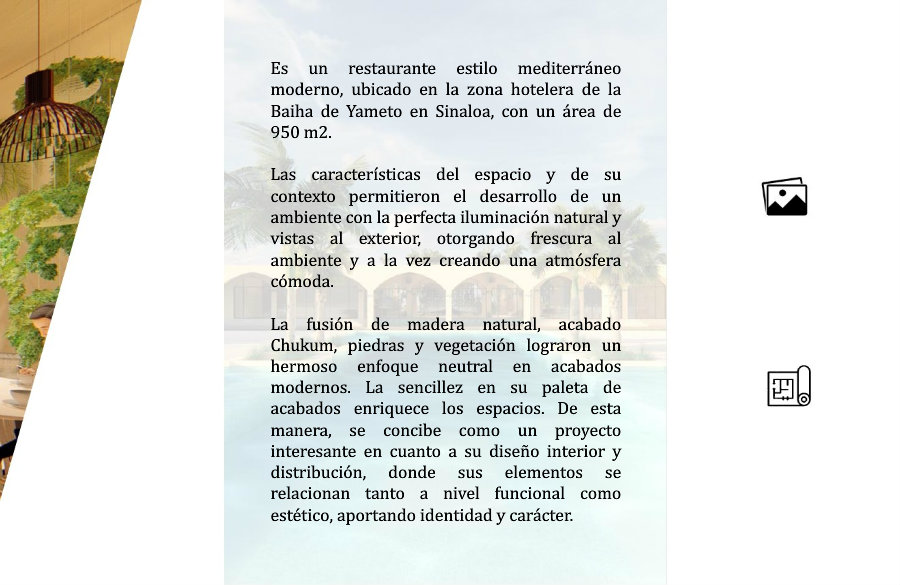 Es un restaurante estilo mediterráneo
moderno, ubicado en la zona hotelera de la
Baiha de Yameto en Sinaloa, con un área de
950 m2.
Las características del espacio y de su
contexto permitieron el desarrollo de un
ambiente con la perfecta iluminación natural y
vistas al exterior, otorgando frescura al
ambiente y a la vez creando una atmósfera
cómoda.
La fusión de madera natural, acabado
Chukum, piedras y vegetación lograron un
hermoso enfoque neutral en acabados
modernos. La sencillez en su paleta de
acabados enriquece los espacios. De esta
manera, se concibe como un proyecto
interesante en cuanto a su diseño interior y
distribución, donde sus elementos se
relacionan tanto a nivel funcional como
estético, aportando identidad y carácter.